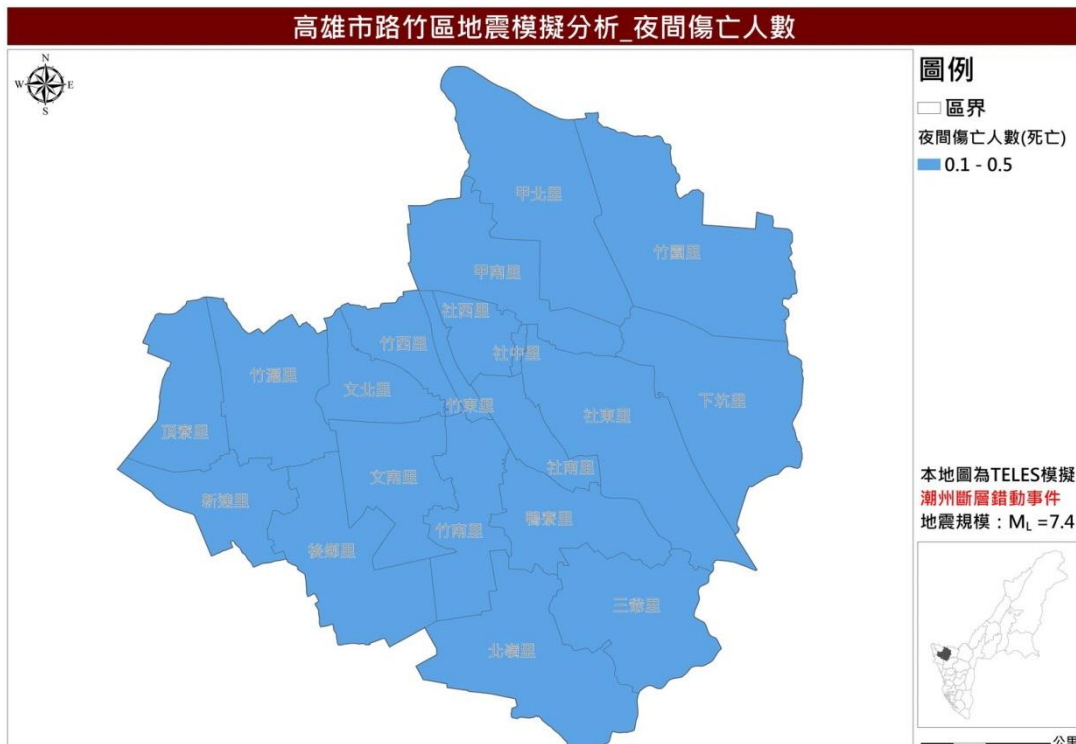 高雄市路竹區地震模擬分析_夜間傷亡人數
N
W E
S
圖例
區界
夜間傷亡人數(死亡)
0.1 - 0.5
甲北里
竹園里
甲南里
社西里
竹西里
社中里
竹滬里
文北里
竹東里
社東里
下坑里
頂寮里
社南里
文南里
新達里
鴨寮里
竹南里
後鄉里
三爺里
北嶺里
本地圖為TELES模擬
潮州斷層錯動事件
地震規模：ML =7.4
公里